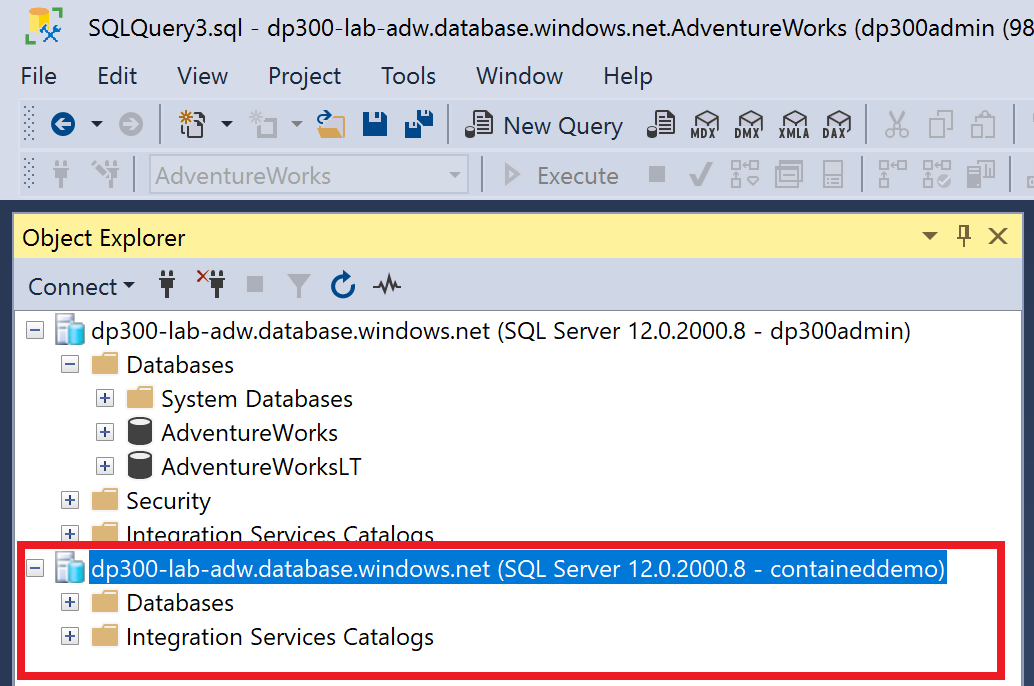 SQLQuery3.sql - dp300-lab-adw.database.windows.net.AdventureWorks (dp300admin (98
File Edit View Project Tools Window Help
New Query MDX DMX XMLA DAX
AdventureWorks Execute
Object Explorer
Connect
dp300-lab-adw.database.windows.net (SQL Server 12.0.2000.8 - dp300admin)
Databases
System Databases
AdventureWorks
AdventureWorksLT
Security
Integration Services Catalogs
dp300-lab-adw.database.windows.net (SQL Server 12.0.2000.8 - containeddemo)
Databases
Integration Services Catalogs